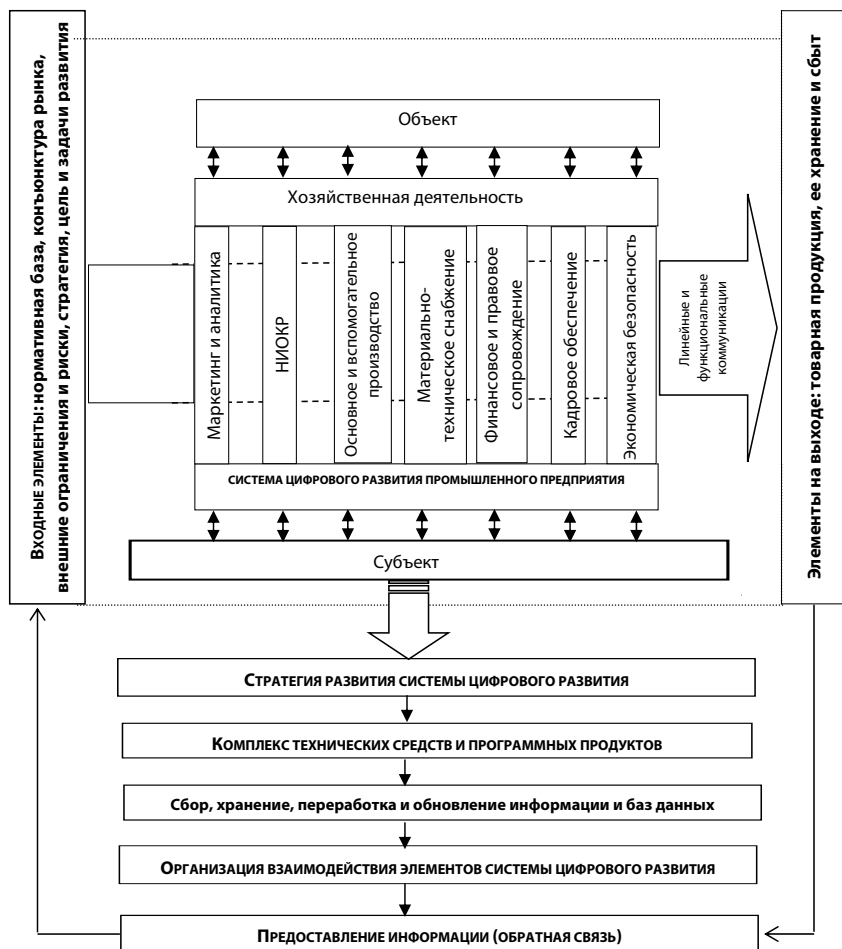 Входные элементы: нормативная база, конъюнктура рынка,
внешние ограничения и риски, стратегия, цель и задачи развития
Объект
Хозяйственная деятельность
Маркетинг и аналитика
НИОКР
Основное и вспомогательное
производство
Материально-
техническое снабжение
Финансовое и правовое
сопровождение
Кадровое обеспечение
Экономическая безопасность
Линейные и
функциональные
коммуникации
СИСТЕМА ЦИФРОВОГО РАЗВИТИЯ ПРОМЫШЛЕННОГО ПРЕДПРИЯТИЯ
Субъект
Элементы на выходе: товарная продукция, ее хранение и сбыт
СТРАТЕГИЯ РАЗВИТИЯ СИСТЕМЫ ЦИФРОВОГО РАЗВИТИЯ
КОМПЛЕКС ТЕХНИЧЕСКИХ СРЕДСТВ И ПРОГРАММНЫХ ПРОДУКТОВ
Сбор, хранение, переработка и обновление информации и баз данных
ОРГАНИЗАЦИЯ ВЗАИМОДЕЙСТВИЯ ЭЛЕМЕНТОВ СИСТЕМЫ ЦИФРОВОГО РАЗВИТИЯ
ПРЕДОСТАВЛЕНИЕ ИНФОРМАЦИИ (ОБРАТНАЯ СВЯЗЬ)